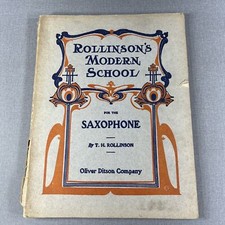 ROLLINSON'S
MODERN
SCHOOL
FOR THE
SAXOPHONE
By T. H. ROLLINSON
Oliver Ditson Company